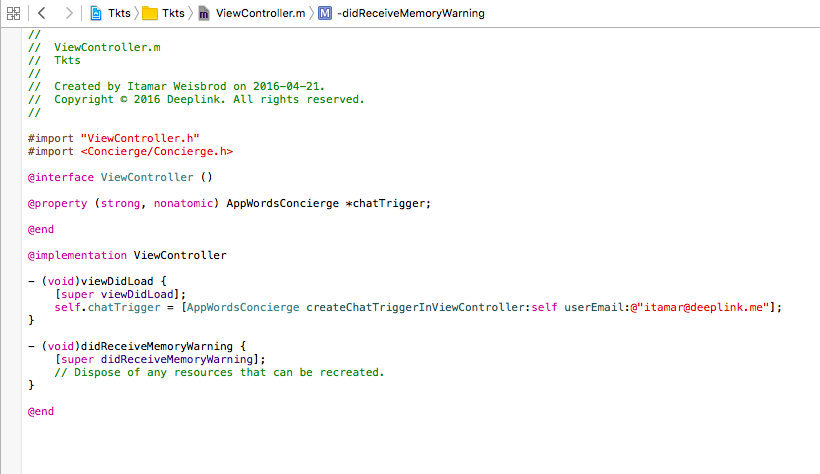 Tkts Tkts ViewController.m M -didReceiveMemoryWarning
//
//  ViewController.m
//  Tkts
//
//  Created by Itamar Weisbrod on 2016-04-21.
//  Copyright © 2016 Deeplink. All rights reserved.
//
#import "ViewController.h"
#import <Concierge/Concierge.h>
@interface ViewController ()
@property (strong, nonatomic) AppWordsConcierge *chatTrigger;
@end
@implementation ViewController
- (void)viewDidLoad {
    [super viewDidLoad];
    self.chatTrigger = [AppWordsConcierge createChatTriggerInViewController:self userEmail:@"itamar@deeplink.me"];
}
- (void)didReceiveMemoryWarning {
    [super didReceiveMemoryWarning];
    // Dispose of any resources that can be recreated.
}
@end